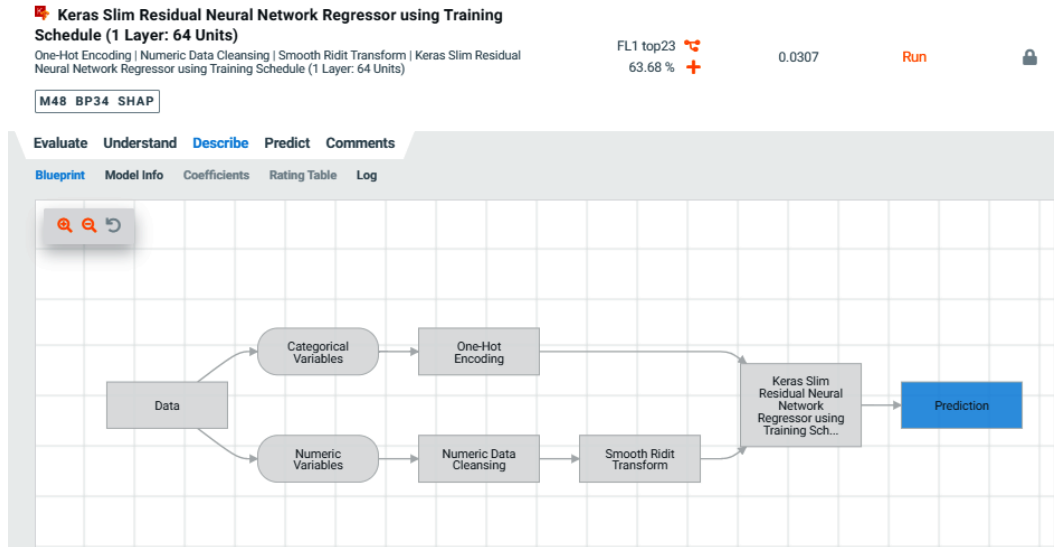 Keras Slim Residual Neural Network Regressor using Training
Schedule (1 Layer: 64 Units)
One-Hot Encoding | Numeric Data Cleansing | Smooth Ridit Transform | Keras Slim Residual
Neural Network Regressor using Training Schedule (1 Layer: 64 Units)
FL1 top23
63.68 %
0.0307
Run
M48 BP34 SHAP
Evaluate Understand Describe Predict Comments
Blueprint Model Info Coefficients Rating Table Log
Categorical
Variables
One-Hot
Encoding
Data
Numeric
Variables
Numeric Data
Cleansing
Smooth Ridit
Transform
Keras Slim
Residual Neural
Network
Regressor using
Training Sch...
Prediction